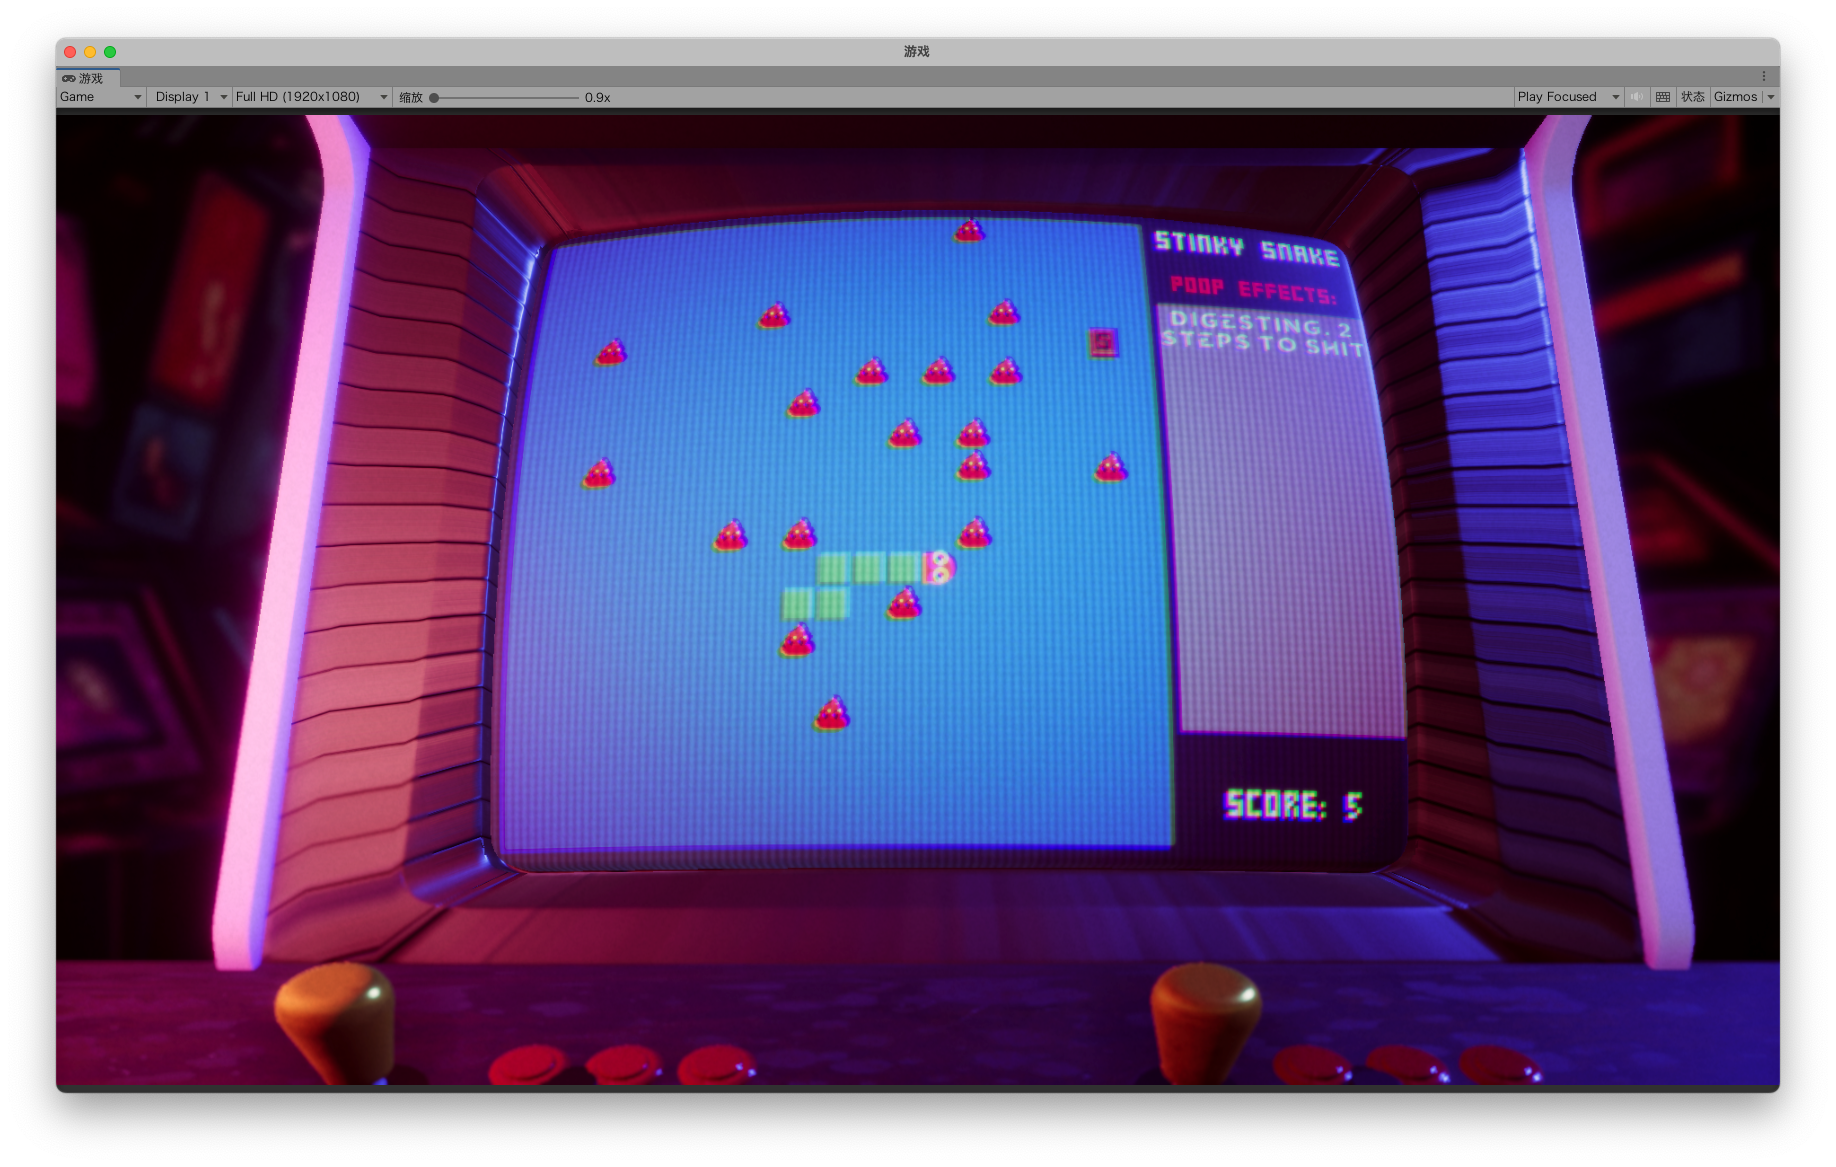 游戏
游戏
Game Display 1 Full HD (1920x1080) 缩放 0.9x Play Focused 状态 Gizmos
STINKY SNAKE
POOP EFFECTS:
DIGESTING. 2
STEPS TO SHIT
SCORE: 5